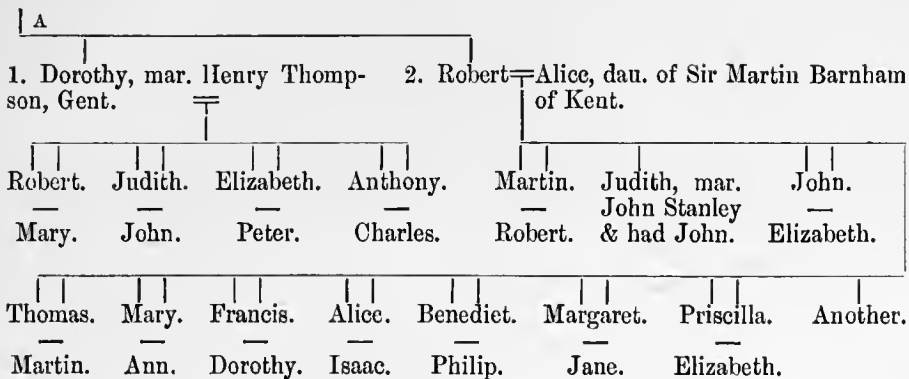 A
1. Dorothy, mar. Henry Thomp- 2. Robert Alice, dau. of Sir Martin Barnham
son, Gent. of Kent.
Robert. Judith. Elizabeth. Anthony. Martin. Judith, mar. John.
John Stanley
Mary. John. Peter. Charles. Robert. & had John. Elizabeth.
Thomas. Mary. Francis. Alice. Benedict. Margaret. Priscilla. Another.
Martin. Ann. Dorothy. Isaac. Philip. Jane. Elizabeth.